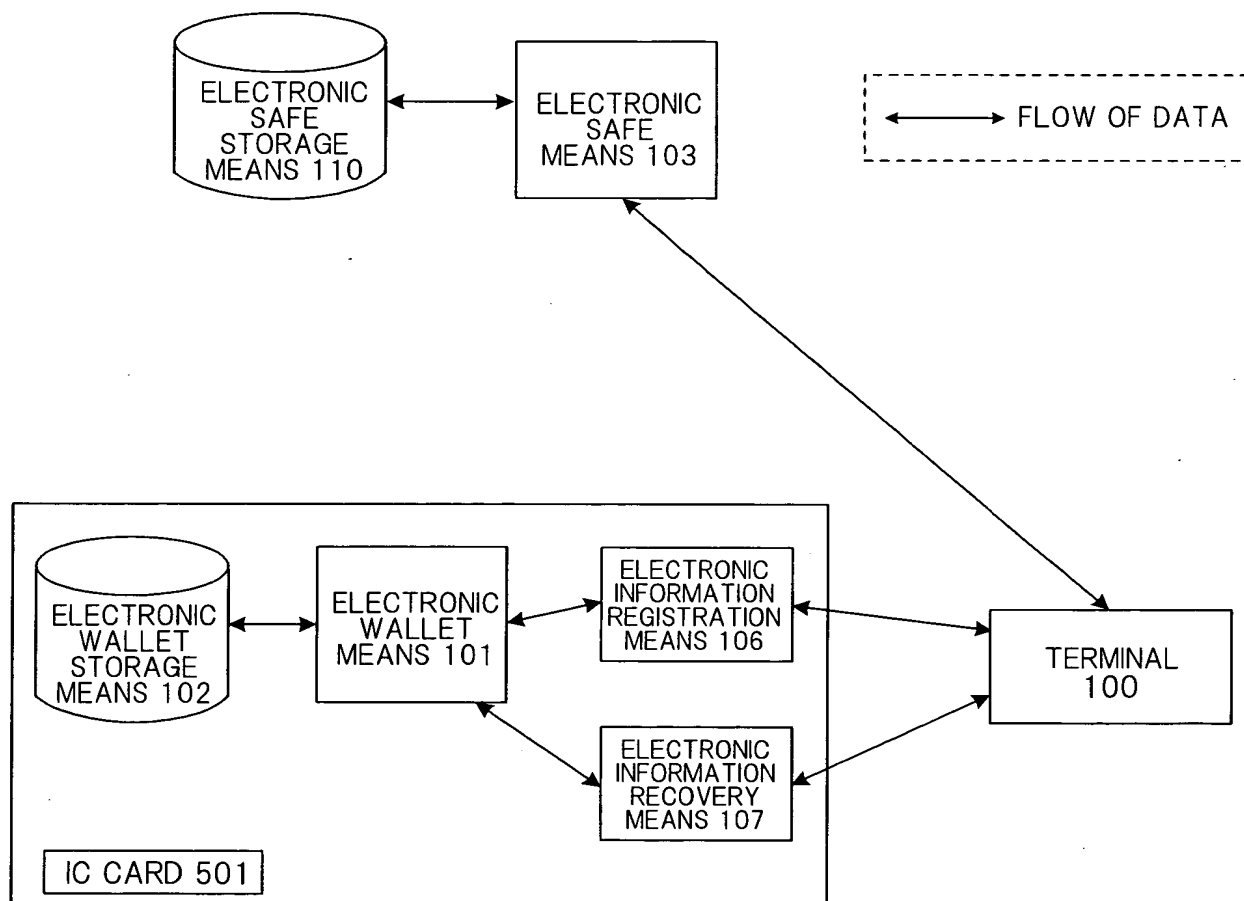 ELECTRONIC
SAFE
STORAGE
MEANS 110
ELECTRONIC
SAFE
MEANS 103
FLOW OF DATA
ELECTRONIC
WALLET
STORAGE
MEANS 102
ELECTRONIC
WALLET
MEANS 101
ELECTRONIC
INFORMATION
REGISTRATION
MEANS 106
TERMINAL
100
ELECTRONIC
INFORMATION
RECOVERY
MEANS 107
IC CARD 501